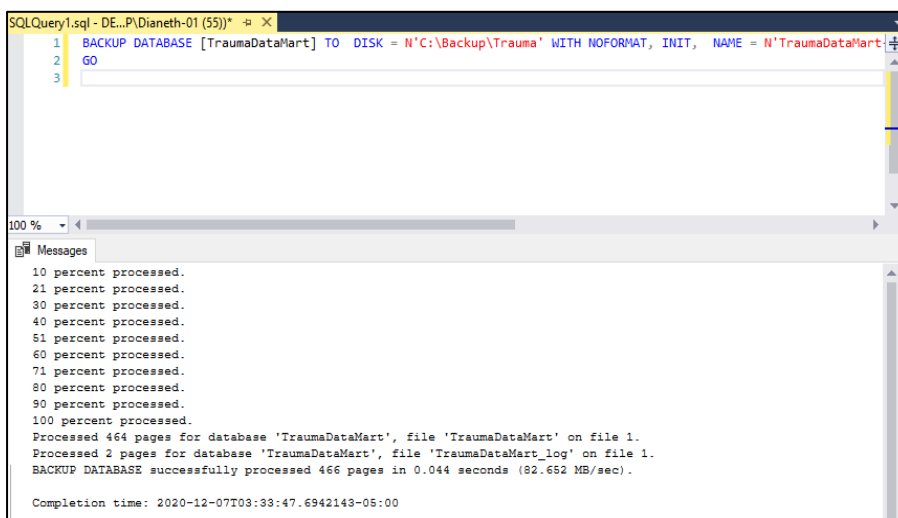 SQLQuery1.sql - DE...P\Dianeth-01 (55))*
1 BACKUP DATABASE [TraumaDataMart] TO  DISK = N'C:\Backup\Trauma' WITH NOFORMAT, INIT,  NAME = N'TraumaDataMart-
2 GO
3
100 %
Messages
10 percent processed.
21 percent processed.
30 percent processed.
40 percent processed.
51 percent processed.
60 percent processed.
71 percent processed.
80 percent processed.
90 percent processed.
100 percent processed.
Processed 464 pages for database 'TraumaDataMart', file 'TraumaDataMart' on file 1.
Processed 2 pages for database 'TraumaDataMart', file 'TraumaDataMart_log' on file 1.
BACKUP DATABASE successfully processed 466 pages in 0.044 seconds (82.652 MB/sec).
Completion time: 2020-12-07T03:33:47.6942143-05:00